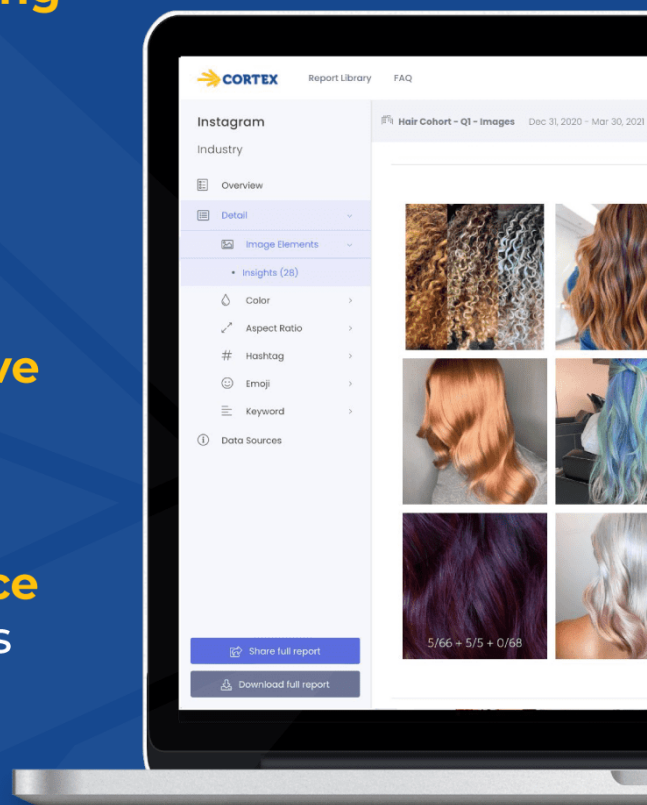 CORTEX Report Library FAQ
Instagram
Hair Cohort - Q1 - Images Dec 31, 2020 - Mar 30, 2021
Industry
Overview
Detail
Image Elements
• Insights (28)
Color
Aspect Ratio
# Hashtag
Emoji
Keyword
Data Sources
5/66 + 5/5 + 0/68
Share full report
Download full report